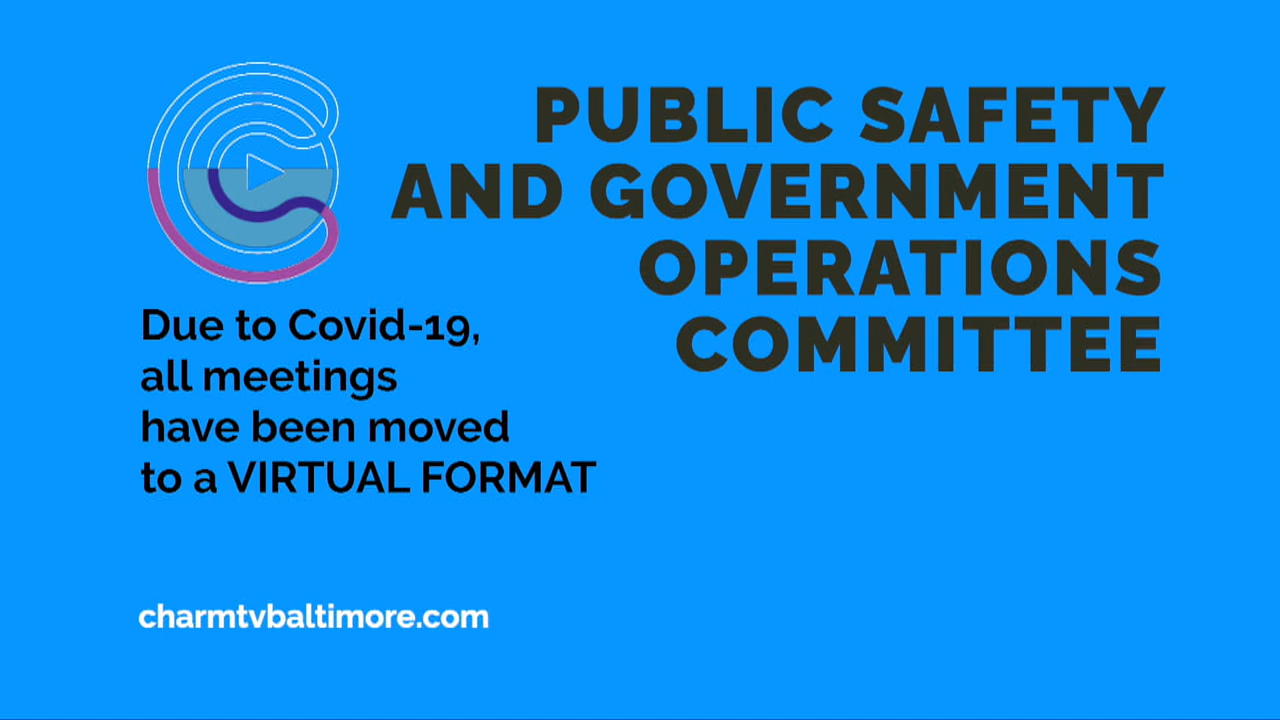 PUBLIC SAFETY
AND GOVERNMENT
OPERATIONS
COMMITTEE
Due to Covid-19,
all meetings
have been moved
to a VIRTUAL FORMAT
charmtvbaltimore.com